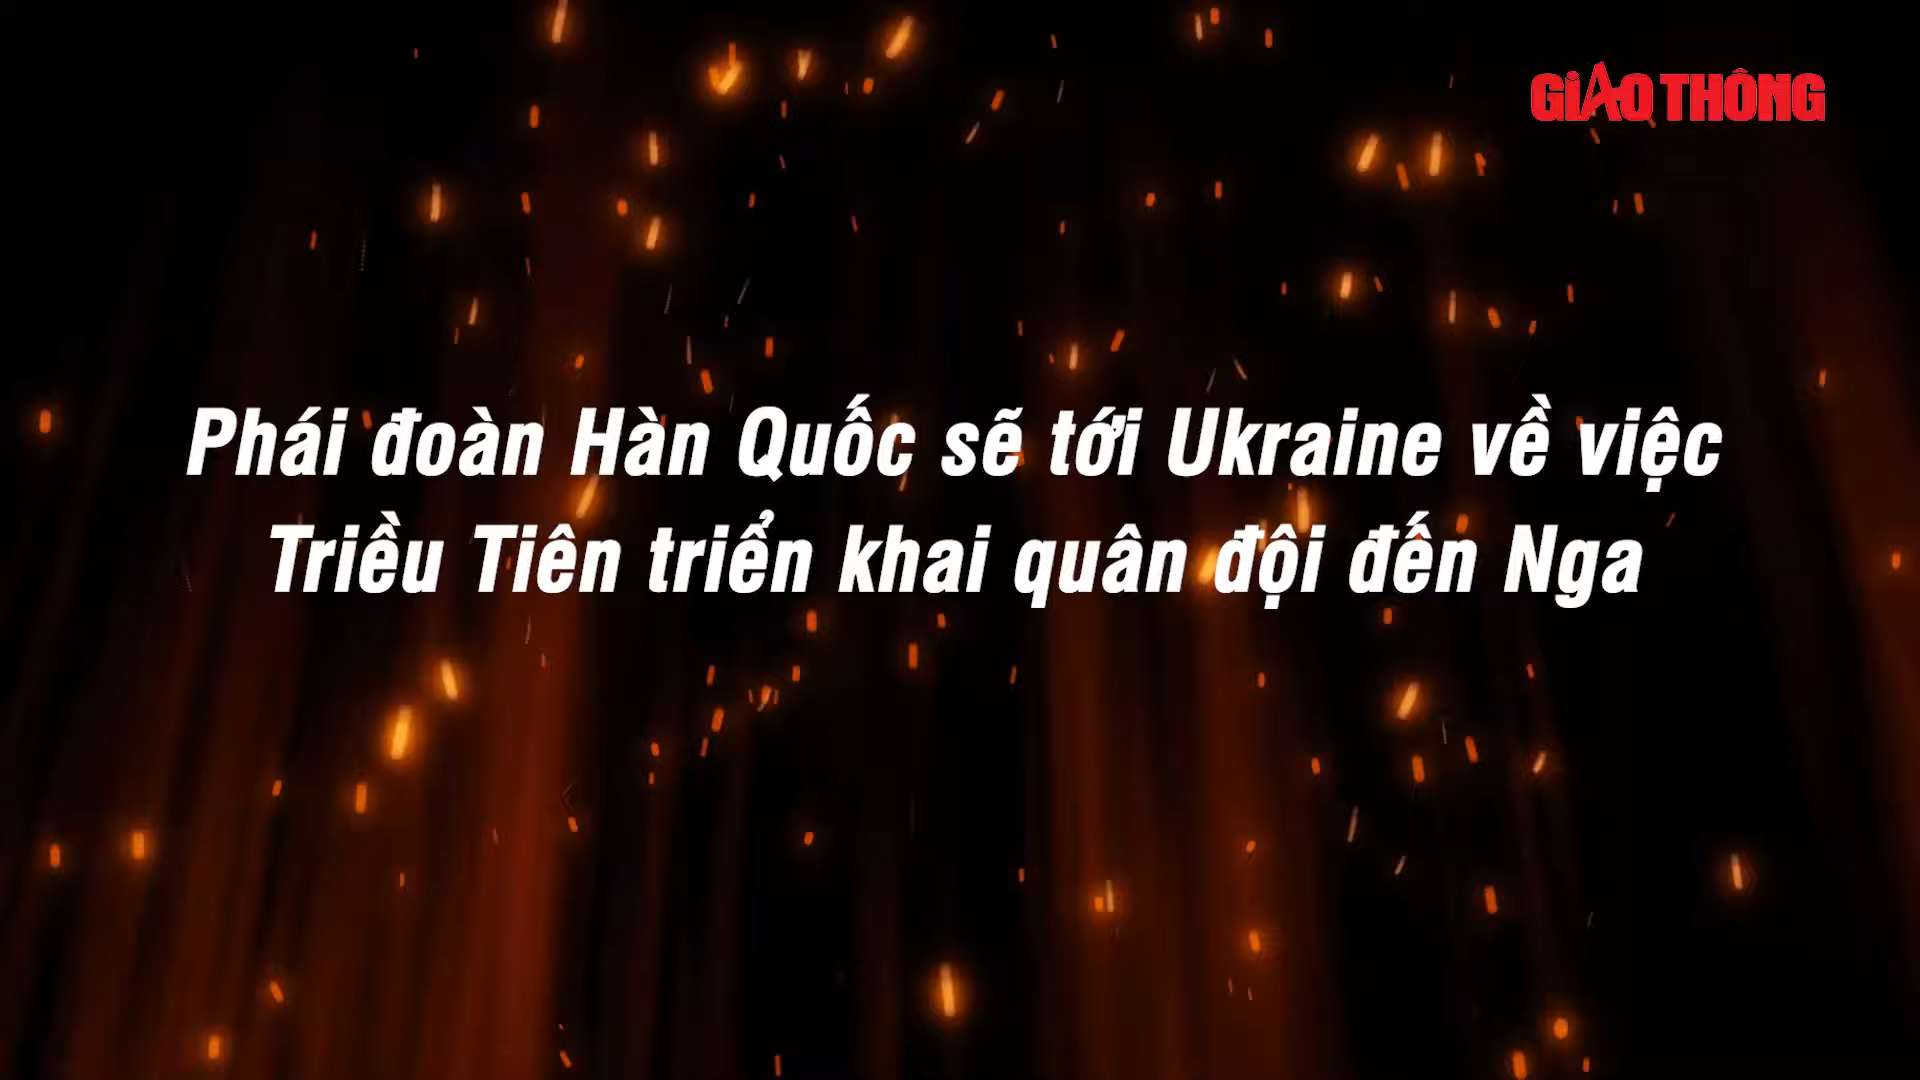 GiAO THÔNG
Phái đoàn Hàn Quốc sẽ tới Ukraine về việc
Triều Tiên triển khai quân đội đến Nga